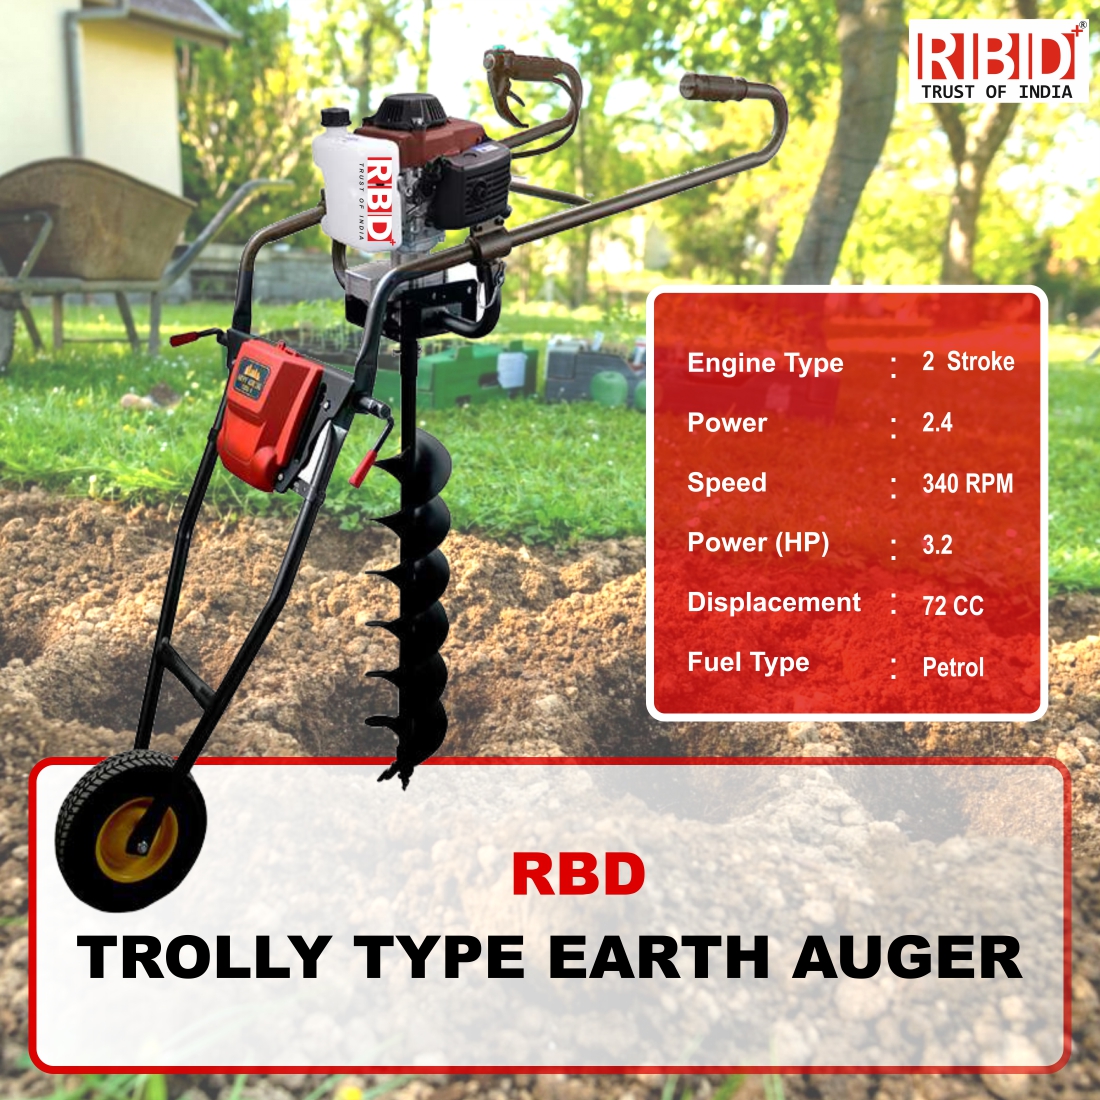 RBD+®
TRUST OF INDIA
RBD+
TRUST OF INDIA
Engine Type : 2 Stroke
Power : 2.4
Speed : 340 RPM
Power (HP) : 3.2
Displacement : 72 CC
Fuel Type : Petrol
RBD
TROLLY TYPE EARTH AUGER